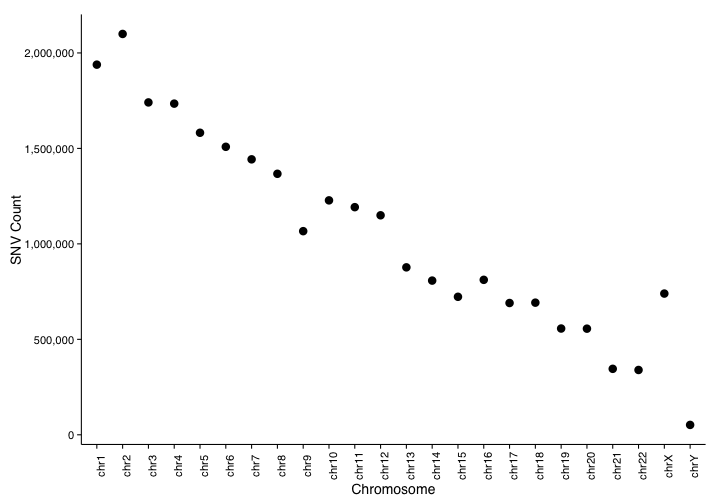 2,000,000
1,500,000
1,000,000
500,000
0
SNV Count
chr1
chr2
chr3
chr4
chr5
chr6
chr7
chr8
chr9
chr10
chr11
chr12
chr13
chr14
chr15
chr16
chr17
chr18
chr19
chr20
chr21
chr22
chrX
chrY
Chromosome